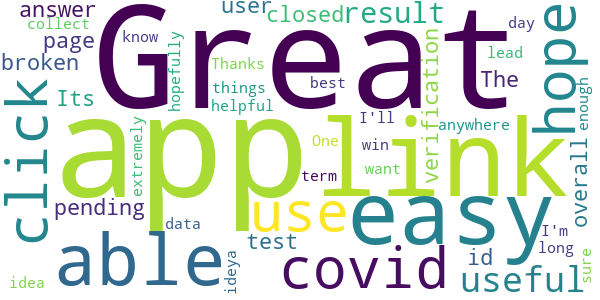 collect
know
page
broken
Its
click
answer
pending
idea
Great
user
closed
result
day
The
lead
hopefully
Thanks
things
helpful
best
verification
hope
enough
extremely
app
link
One
I'll
win
anywhere
want
term
overall
use
easy
able
data
ideya
test
covid
id
useful
I'm
long
sure